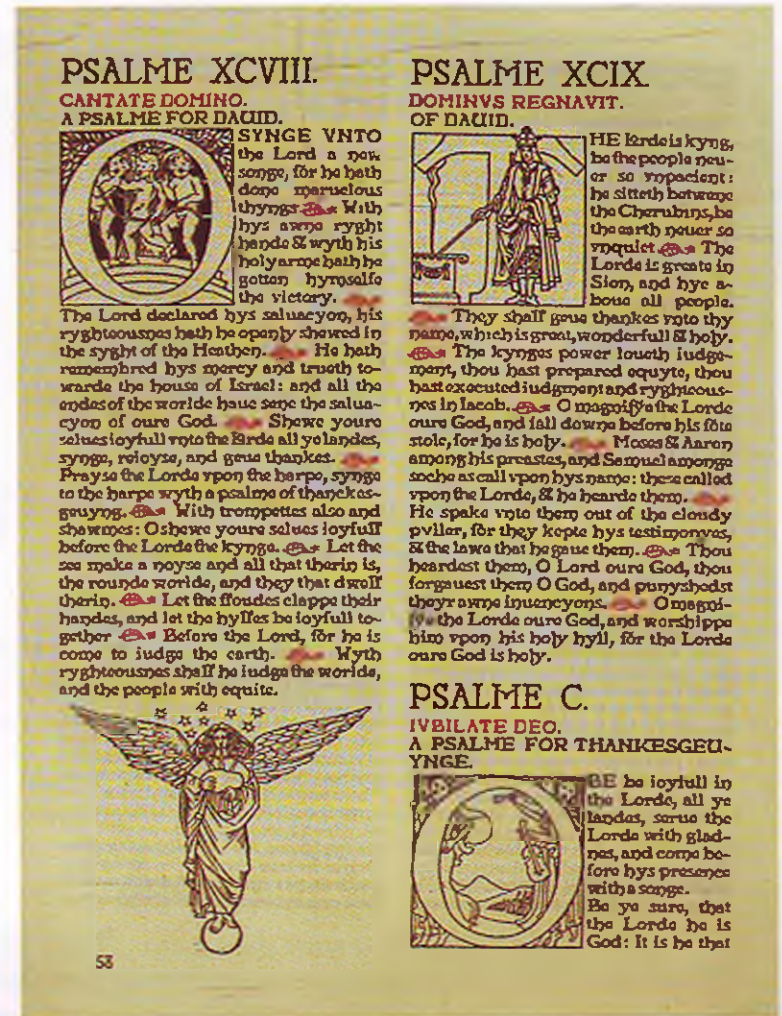 PSALME XCVIII.
CANTATE DOMINO.
A PSALME FOR DAUID.
SYNGE VNTO
the Lord a new
songe, for he hath
done maruelous
thyngs With
hys awne ryght
hande & wyth his
holy arme hath he
gotten hymselfe
the victory.
The Lord declared hys saluacyon, his
ryghteousnes hath he openly shewed in
the syght of the Heathen. He hath
remembred hys mercy and trueth to-
warde the house of Israel: and all the
endes of the worlde haue sene the salua-
cyon of oure God. Shewe youre
selues ioyfull vnto the Lorde all ye landes,
synge, reioyse, and geue thankes.
Prayse the Lorde vpon the harpe, synge
to the harpe wyth a psalme of thanckes-
geuyng. With trompettes also and
shawmes: O shewe youre selues ioyfull
before the Lorde the kynge. Let the
sea make a noyse and all that therin is,
the rounde worlde, and they that dwell
therin. Let the floudes clappe their
handes, and let the hylles be ioyfull to-
gether Before the Lord, for he is
come to iudge the earth. Wyth
ryghteousnes shall he iudge the worlde,
and the people with equite.
53
PSALME XCIX
DOMINVS REGNAVIT.
OF DAUID.
THE Lorde is kyng,
be the people neu-
er so vnpacient:
he sitteth betwene
the Cherubins, be
the earth neuer so
vnquiet The
Lorde is greate in
Sion, and hye a-
boue all people.
They shall geue thankes vnto thy
name, which is great, wonderfull & holy.
The kynges power loueth iudge-
ment, thou hast prepared equyte, thou
hast executed iudgment and ryghteous-
nes in Iacob. O magnifye the Lorde
oure God, and fall downe before his fote
stole, for he is holy. Moses & Aaron
among his preastes, and Samuel amonge
soche as call vpon hys name: these called
vpon the Lorde, & he hearde them.
He spake vnto them out of the cloudy
pyller, for they kepte hys testimonyes,
& the lawe that he gaue them. Thou
heardest them, O Lord oure God, thou
forgauest them O God, and punyshedst
theyr awne inuencyons. O magni-
fye the Lorde oure God, and worshippe
him vpon his holy hyll, for the Lorde
oure God is holy.
PSALME C.
IVBILATE DEO.
A PSALME FOR THANKESGEU-
YNGE.
OBE be ioyfull in
the Lorde, all ye
landes, serue the
Lorde with glad-
nes, and come be-
fore hys presence
with a songe.
Be ye sure, that
the Lorde he is
God: It is he that